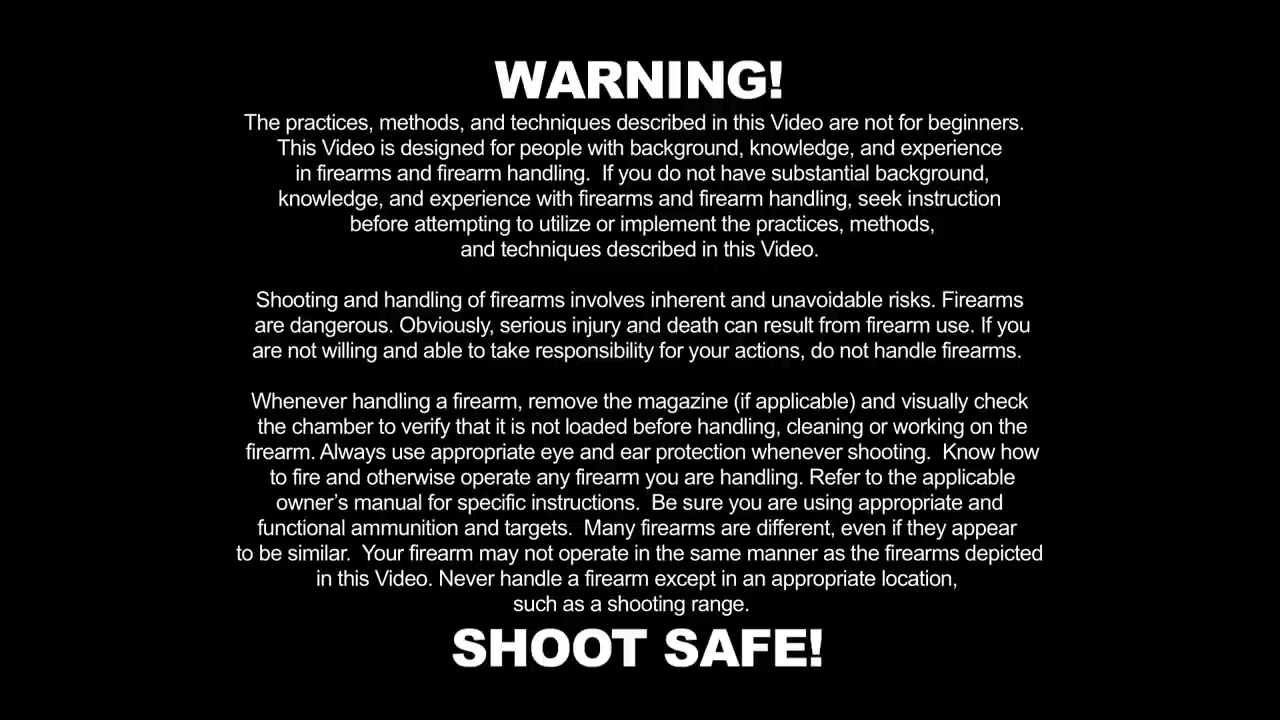 WARNING!
The practices, methods, and techniques described in this Video are not for beginners.
This Video is designed for people with background, knowledge, and experience
in firearms and firearm handling.  If you do not have substantial background,
knowledge, and experience with firearms and firearm handling, seek instruction
before attempting to utilize or implement the practices, methods,
and techniques described in this Video.
Shooting and handling of firearms involves inherent and unavoidable risks. Firearms
are dangerous. Obviously, serious injury and death can result from firearm use. If you
are not willing and able to take responsibility for your actions, do not handle firearms.
Whenever handling a firearm, remove the magazine (if applicable) and visually check
the chamber to verify that it is not loaded before handling, cleaning or working on the
firearm. Always use appropriate eye and ear protection whenever shooting.  Know how
to fire and otherwise operate any firearm you are handling. Refer to the applicable
owner’s manual for specific instructions.  Be sure you are using appropriate and
functional ammunition and targets.  Many firearms are different, even if they appear
to be similar.  Your firearm may not operate in the same manner as the firearms depicted
in this Video. Never handle a firearm except in an appropriate location,
such as a shooting range.
SHOOT SAFE!